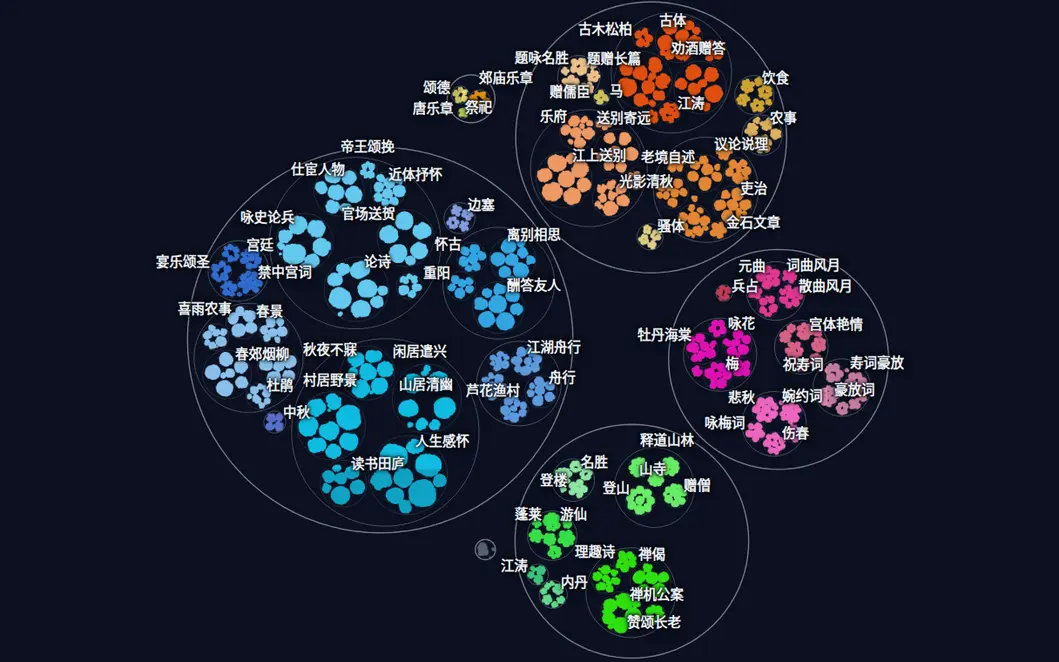 古木松柏
古体
劝酒赠答
题咏名胜
题赠长篇
赠儒臣
马
江涛
饮食
农事
颂德
郊庙乐章
唐乐章
祭祀
乐府
送别寄远
议论说理
江上送别
老境自述
光影清秋
吏治
金石文章
骚体
帝王颂挽
仕宦人物
近体抒怀
咏史论兵
官场送贺
边塞
宫廷
怀古
离别相思
宴乐颂圣
禁中宫词
论诗
重阳
酬答友人
喜雨农事
春景
春郊烟柳
杜鹃
中秋
秋夜不寐
闲居遣兴
村居野景
山居清幽
江湖舟行
舟行
芦花渔村
人生感怀
读书田庐
元曲
词曲风月
兵占
散曲风月
咏花
宫体艳情
牡丹海棠
梅
祝寿词
寿词豪放
豪放词
悲秋
婉约词
咏梅词
伤春
释道山林
名胜
山寺
登楼
登山
赠僧
蓬莱
游仙
理趣诗
禅偈
江涛
内丹
禅机公案
赞颂长老